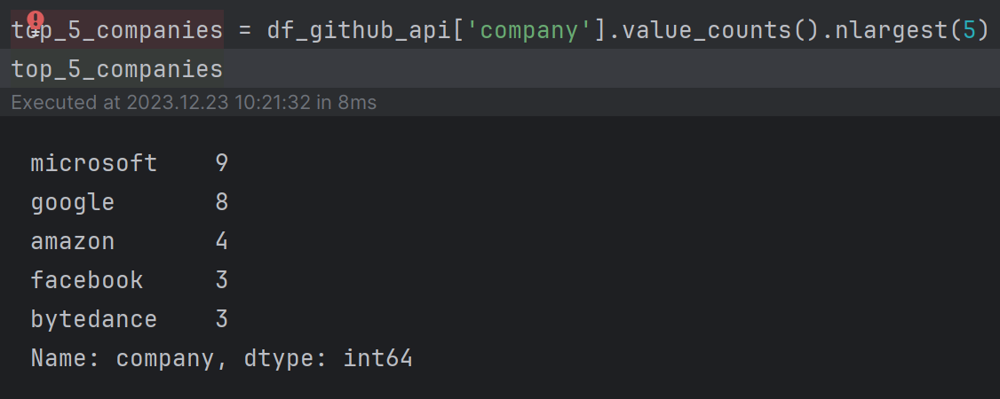 top_5_companies = df_github_api['company'].value_counts().nlargest(5)
top_5_companies
Executed at 2023.12.23 10:21:32 in 8ms
microsoft    9
google       8
amazon       4
facebook     3
bytedance    3
Name: company, dtype: int64